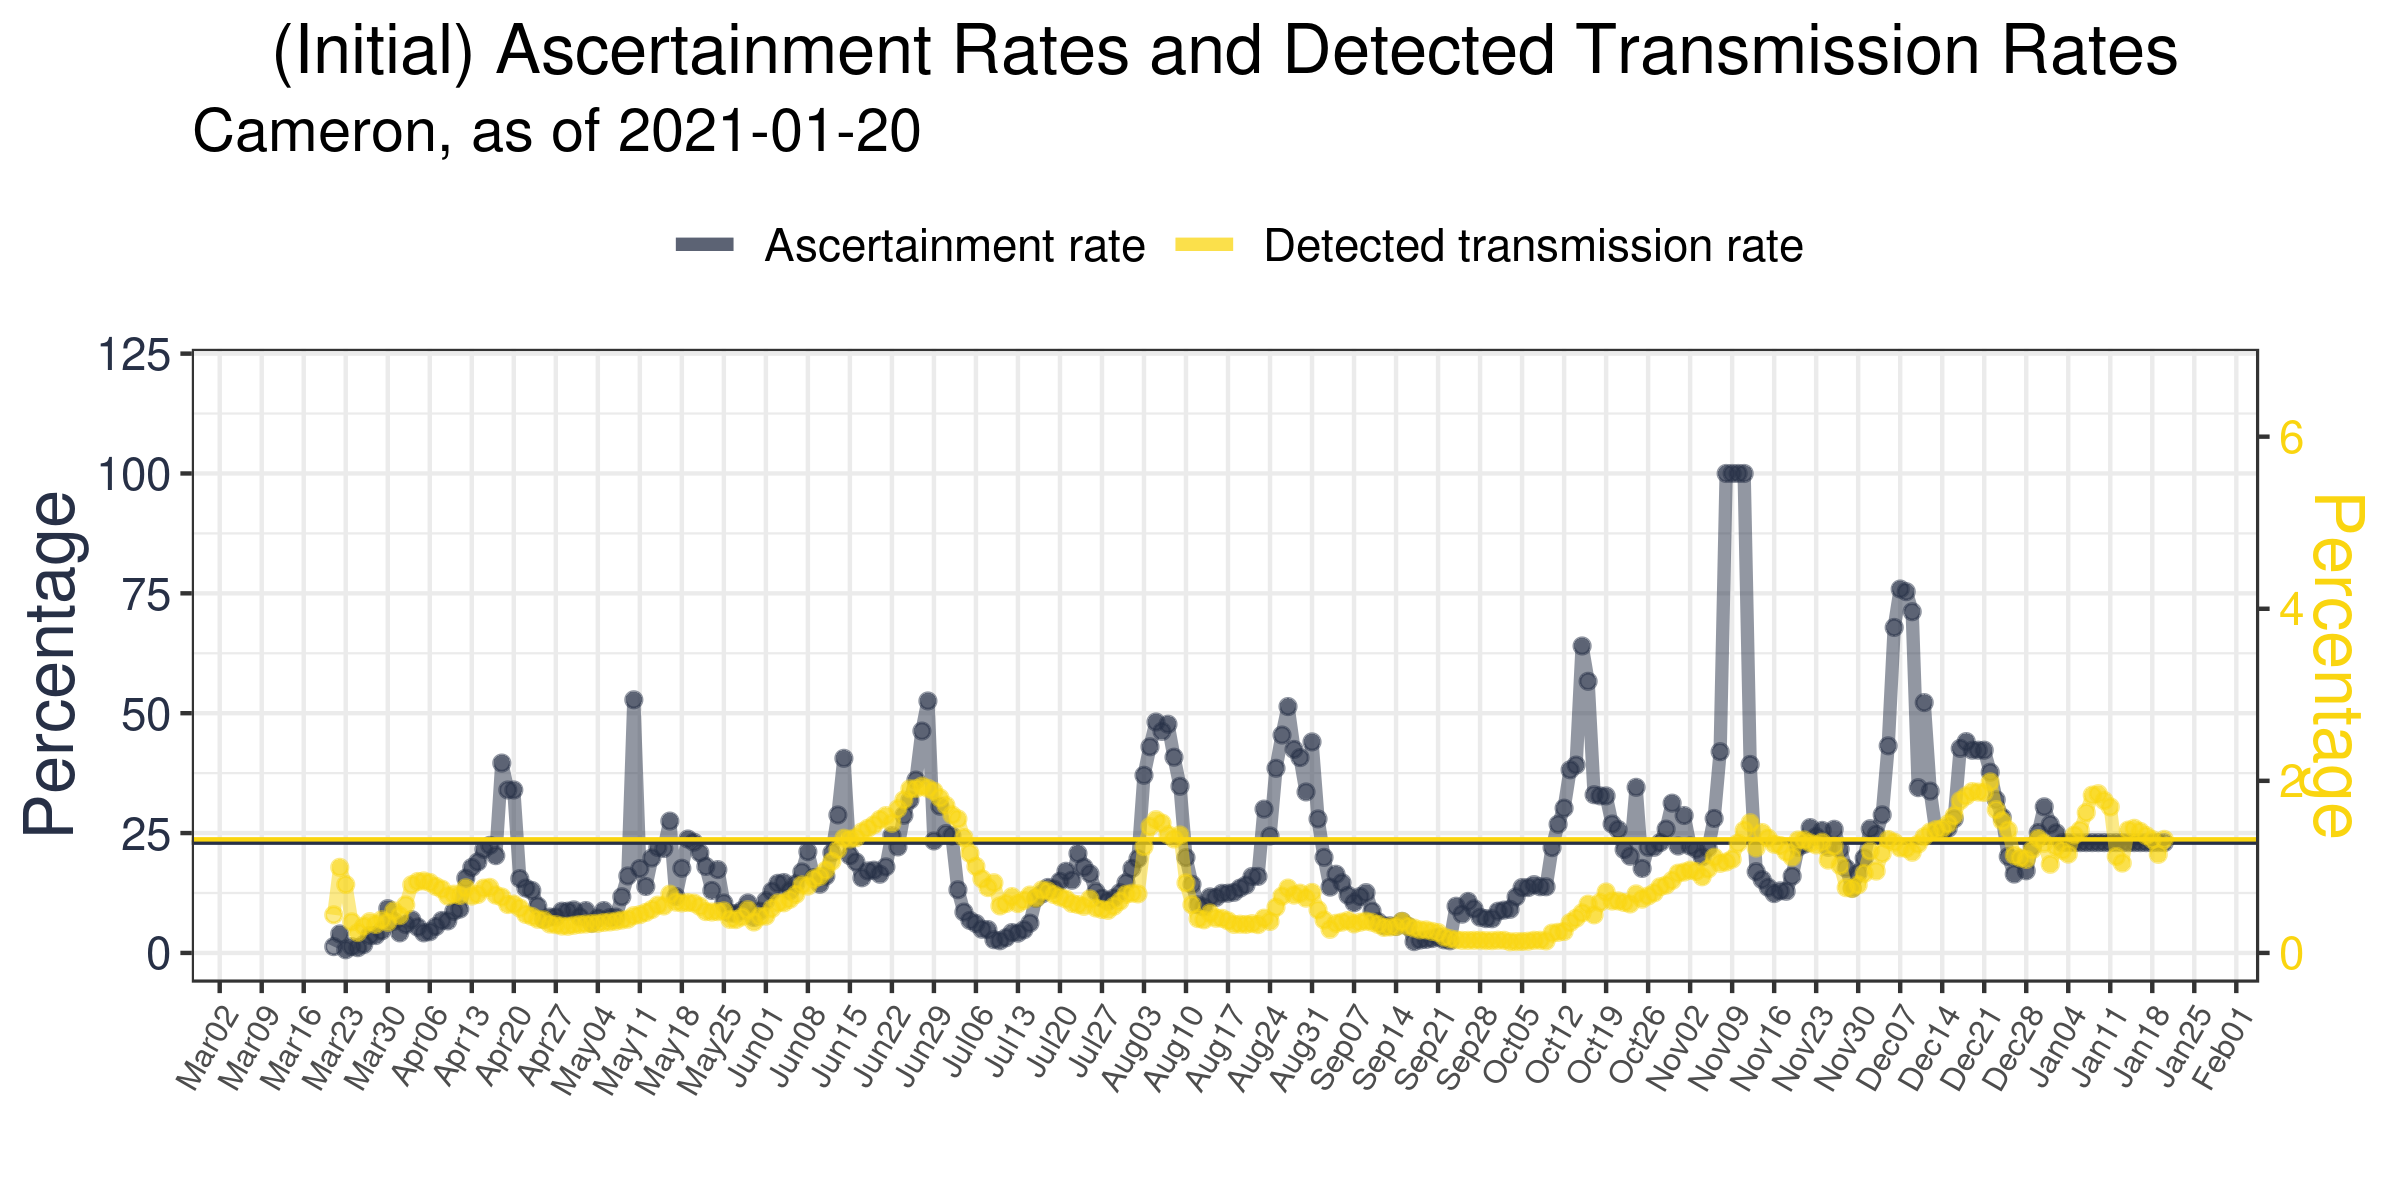 (Initial) Ascertainment Rates and Detected Transmission Rates
Cameron, as of 2021-01-20
Ascertainment rate
Detected transmission rate
Percentage
125
100
75
50
25
0
6
4
2
0
Percentage
Mar02
Mar09
Mar16
Mar23
Mar30
Apr06
Apr13
Apr20
Apr27
May04
May11
May18
May25
Jun01
Jun08
Jun15
Jun22
Jun29
Jul06
Jul13
Jul20
Jul27
Aug03
Aug10
Aug17
Aug24
Aug31
Sep07
Sep14
Sep21
Sep28
Oct05
Oct12
Oct19
Oct26
Nov02
Nov09
Nov16
Nov23
Nov30
Dec07
Dec14
Dec21
Dec28
Jan04
Jan11
Jan18
Jan25
Feb01